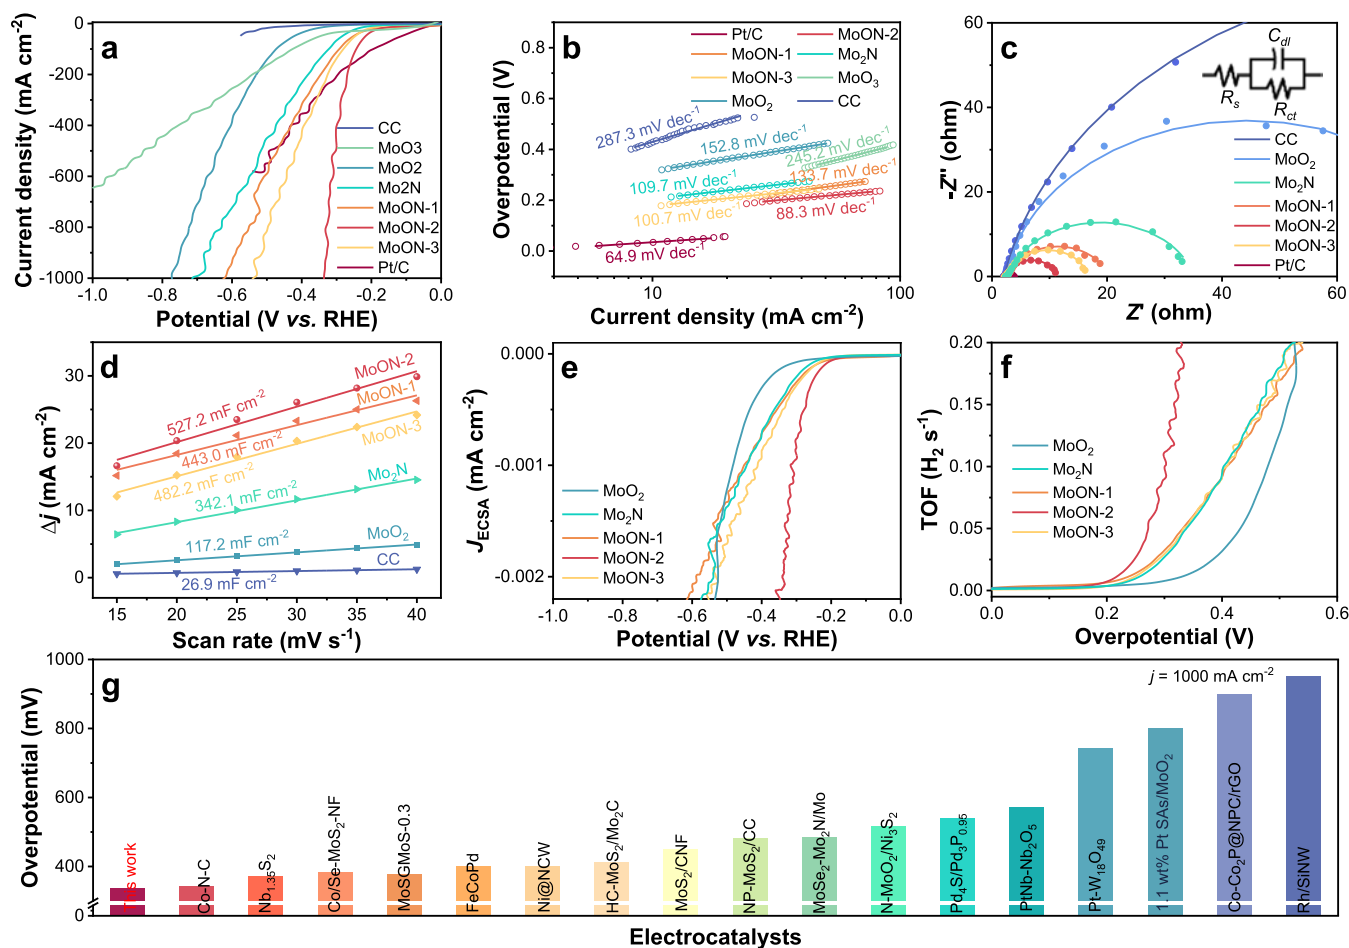 a
Current density (mA cm-2)
0
-200
-400
-600
-800
-1000
-1.0
-0.8
-0.6
-0.4
-0.2
0.0
Potential (V vs. RHE)
CC
MoO3
MoO2
Mo2N
MoON-1
MoON-2
MoON-3
Pt/C
b
Overpotential (V)
0.8
0.6
0.4
0.2
0.0
10
100
Current density (mA cm-2)
Pt/C
MoON-1
MoON-3
MoO2
MoON-2
Mo2N
MoO3
CC
287.3 mV dec-1
152.8 mV dec-1
245.2 mV dec-1
109.7 mV dec-1
133.7 mV dec-1
100.7 mV dec-1
88.3 mV dec-1
64.9 mV dec-1
c
-Z'' (ohm)
60
40
20
0
0
20
40
60
Z' (ohm)
Cdl
Rs
Rct
CC
MoO2
Mo2N
MoON-1
MoON-2
MoON-3
Pt/C
d
Δj (mA cm-2)
30
20
10
0
15
20
25
30
35
40
Scan rate (mV s-1)
MoON-2
527.2 mF cm-2
MoON-1
443.0 mF cm-2
MoON-3
482.2 mF cm-2
Mo2N
342.1 mF cm-2
MoO2
117.2 mF cm-2
CC
26.9 mF cm-2
e
JECSA (mA cm-2)
0.000
-0.001
-0.002
-1.0
-0.8
-0.6
-0.4
-0.2
0.0
Potential (V vs. RHE)
MoO2
Mo2N
MoON-1
MoON-2
MoON-3
f
TOF (H2 s-1)
0.20
0.15
0.10
0.05
0.00
0.0
0.2
0.4
0.6
Overpotential (V)
MoO2
Mo2N
MoON-1
MoON-2
MoON-3
g
Overpotential (mV)
1000
800
600
400
0
j = 1000 mA cm-2
This work
Co-N-C
Nb1.35S2
Co/Se-MoS2-NF
MoSGMoS-0.3
FeCoPd
Ni@NCW
HC-MoS2/Mo2C
MoS2/CNF
NP-MoS2/CC
MoSe2-Mo2N/Mo
N-MoO2/Ni3S2
Pd4S/Pd3P0.95
PtNb-Nb2O5
Pt-W18O49
1.1 wt% Pt SAs/MoO2
Co-Co2P@NPC/rGO
Rh/SiNW
Electrocatalysts